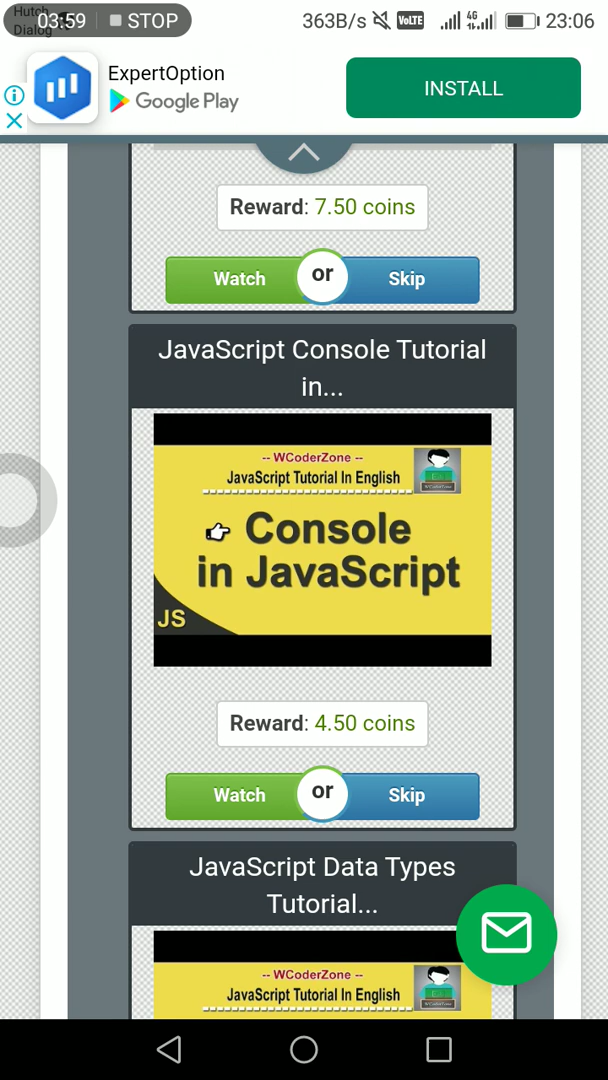 Hutch
Dialog
03:59 STOP
363B/s VoLTE 4G 23:06
ExpertOption
Google Play
INSTALL
Reward: 7.50 coins
Watch or Skip
JavaScript Console Tutorial
in...
-- WCoderZone --
JavaScript Tutorial In English
Console
in JavaScript
JS
Reward: 4.50 coins
Watch or Skip
JavaScript Data Types
Tutorial...
-- WCoderZone --
JavaScript Tutorial In English